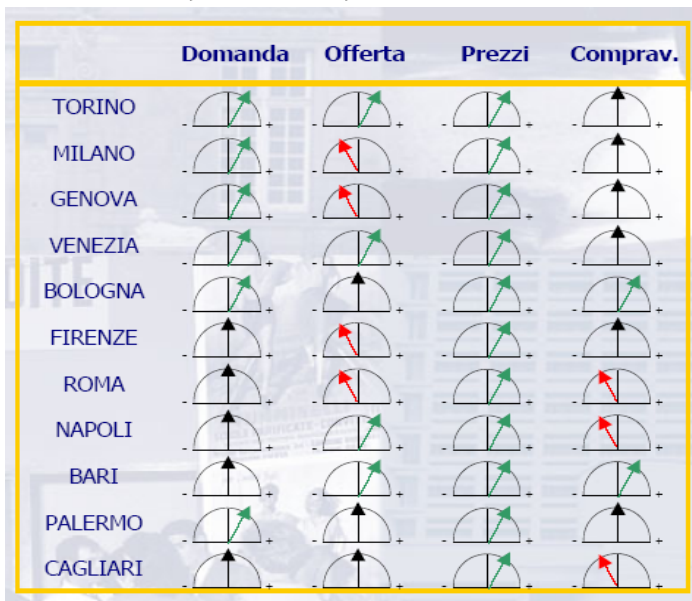 Domanda Offerta Prezzi Comprav.
TORINO - + - + - + - +
MILANO - + - + - + - +
GENOVA - + - + - + - +
VENEZIA - + - + - + - +
BOLOGNA - + - + - + - +
FIRENZE - + - + - + - +
ROMA - + - + - + - +
NAPOLI - + - + - + - +
BARI - + - + - + - +
PALERMO - + - + - + - +
CAGLIARI - + - + - + - +